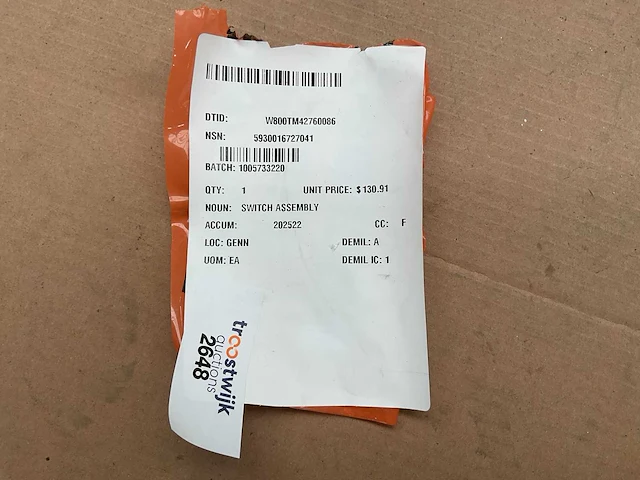 DTID: W800TM42760086
NSN: 5930016727041
BATCH: 1005733220
QTY: 1 UNIT PRICE: $130.91
NOUN: SWITCH ASSEMBLY
ACCUM: 202522 CC: F
LOC: GENN DEMIL: A
UOM: EA DEMIL IC: 1
troostwijk
auctions
2648